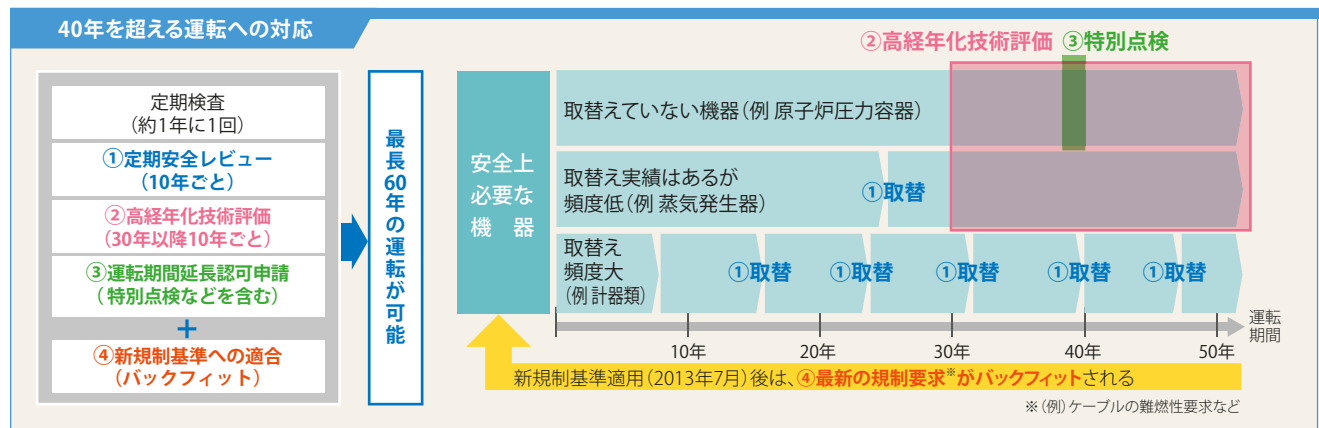 40年を超える運転への対応
定期検査
(約1年に1回)
①定期安全レビュー
(10年ごと)
②高経年化技術評価
(30年以降10年ごと)
③運転期間延長認可申請
(特別点検などを含む)
+
④新規制基準への適合
(バックフィット)
最長60年の運転が可能
②高経年化技術評価 ③特別点検
安全上
必要な
機 器
取替えていない機器(例 原子炉圧力容器)
取替え実績はあるが
頻度低(例 蒸気発生器)
①取替
取替え
頻度大
(例 計器類)
①取替 ①取替 ①取替 ①取替 ①取替
10年 20年 30年 40年 50年
運転
期間
新規制基準適用(2013年7月)後は、④最新の規制要求※がバックフィットされる
※(例)ケーブルの難燃性要求など